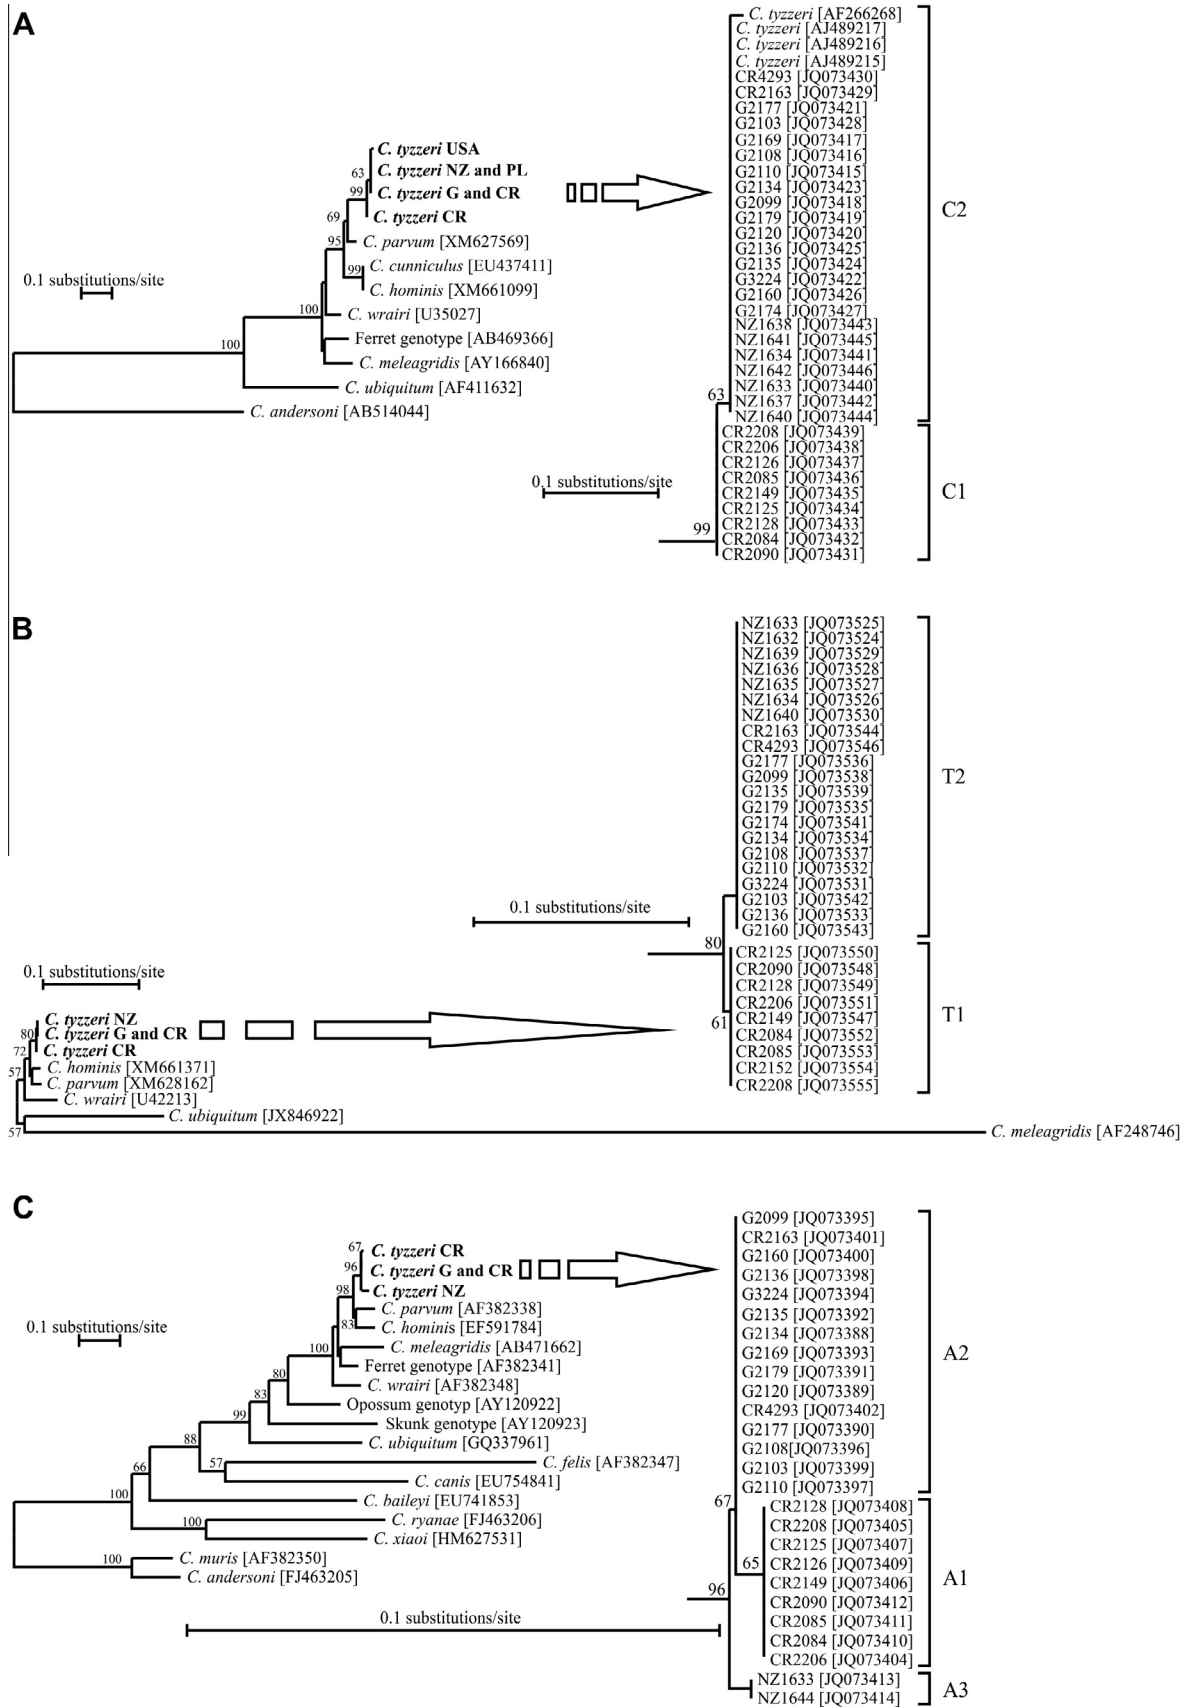 A
C. tyzzeri [AF266268]
C. tyzzeri [AJ489217]
C. tyzzeri [AJ489216]
C. tyzzeri [AJ489215]
CR4293 [JQ073430]
CR2163 [JQ073429]
G2177 [JQ073421]
G2103 [JQ073428]
G2169 [JQ073417]
G2108 [JQ073416]
G2110 [JQ073415]
G2134 [JQ073423]
G2099 [JQ073418]
G2179 [JQ073419]
G2120 [JQ073420]
G2136 [JQ073425]
G2135 [JQ073424]
G3224 [JQ073422]
G2160 [JQ073426]
G2174 [JQ073427]
NZ1638 [JQ073443]
NZ1641 [JQ073445]
NZ1634 [JQ073441]
NZ1642 [JQ073446]
NZ1633 [JQ073440]
NZ1637 [JQ073442]
NZ1640 [JQ073444]
C2
63
CR2208 [JQ073439]
CR2206 [JQ073438]
CR2126 [JQ073437]
CR2085 [JQ073436]
CR2149 [JQ073435]
CR2125 [JQ073434]
CR2128 [JQ073433]
CR2084 [JQ073432]
CR2090 [JQ073431]
C1
99
0.1 substitutions/site
C. tyzzeri USA
C. tyzzeri NZ and PL
C. tyzzeri G and CR
C. tyzzeri CR
C. parvum [XM627569]
C. cunniculus [EU437411]
C. hominis [XM661099]
C. wrairi [U35027]
Ferret genotype [AB469366]
C. meleagridis [AY166840]
C. ubiquitum [AF411632]
C. andersoni [AB514044]
63
99
69
95
99
100
100
0.1 substitutions/site
B
NZ1633 [JQ073525]
NZ1632 [JQ073524]
NZ1639 [JQ073529]
NZ1636 [JQ073528]
NZ1635 [JQ073527]
NZ1634 [JQ073526]
NZ1640 [JQ073530]
CR2163 [JQ073544]
CR4293 [JQ073546]
G2177 [JQ073536]
G2099 [JQ073538]
G2135 [JQ073539]
G2179 [JQ073535]
G2174 [JQ073541]
G2134 [JQ073534]
G2108 [JQ073537]
G2110 [JQ073532]
G3224 [JQ073531]
G2103 [JQ073542]
G2136 [JQ073533]
G2160 [JQ073543]
T2
0.1 substitutions/site
80
CR2125 [JQ073550]
CR2090 [JQ073548]
CR2128 [JQ073549]
CR2206 [JQ073551]
CR2149 [JQ073547]
CR2084 [JQ073552]
CR2085 [JQ073553]
CR2152 [JQ073554]
CR2208 [JQ073555]
T1
61
0.1 substitutions/site
C. tyzzeri NZ
C. tyzzeri G and CR
C. tyzzeri CR
C. hominis [XM661371]
C. parvum [XM628162]
C. wrairi [U42213]
C. ubiquitum [JX846922]
C. meleagridis [AF248746]
80
72
57
57
C
G2099 [JQ073395]
CR2163 [JQ073401]
G2160 [JQ073400]
G2136 [JQ073398]
G3224 [JQ073394]
G2135 [JQ073392]
G2134 [JQ073388]
G2169 [JQ073393]
G2179 [JQ073391]
G2120 [JQ073389]
CR4293 [JQ073402]
G2177 [JQ073390]
G2108[JQ073396]
G2103 [JQ073399]
G2110 [JQ073397]
A2
67
CR2128 [JQ073408]
CR2208 [JQ073405]
CR2125 [JQ073407]
CR2126 [JQ073409]
CR2149 [JQ073406]
CR2090 [JQ073412]
CR2085 [JQ073411]
CR2084 [JQ073410]
CR2206 [JQ073404]
A1
65
96
NZ1633 [JQ073413]
NZ1644 [JQ073414]
A3
0.1 substitutions/site
C. tyzzeri CR
C. tyzzeri G and CR
C. tyzzeri NZ
C. parvum [AF382338]
C. hominis [EF591784]
C. meleagridis [AB471662]
Ferret genotype [AF382341]
C. wrairi [AF382348]
Opossum genotyp [AY120922]
Skunk genotype [AY120923]
C. ubiquitum [GQ337961]
C. felis [AF382347]
C. canis [EU754841]
C. baileyi [EU741853]
C. ryanae [FJ463206]
C. xiaoi [HM627531]
C. muris [AF382350]
C. andersoni [FJ463205]
67
96
98
83
100
80
83
99
88
57
66
100
100
100
0.1 substitutions/site